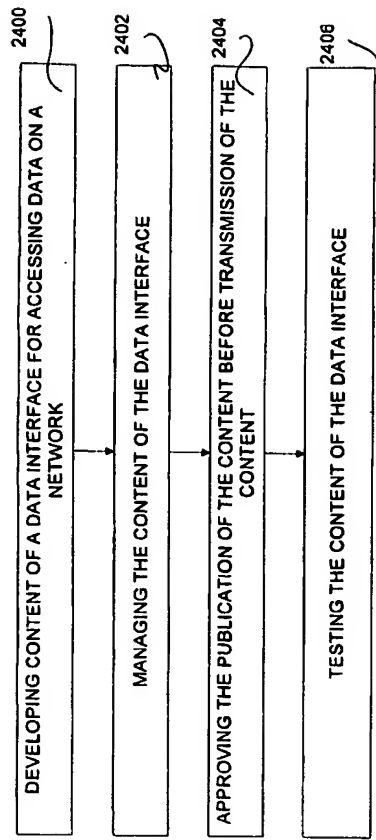 2400
DEVELOPING CONTENT OF A DATA INTERFACE FOR ACCESSING DATA ON A
NETWORK
2402
MANAGING THE CONTENT OF THE DATA INTERFACE
2404
APPROVING THE PUBLICATION OF THE CONTENT BEFORE TRANSMISSION OF THE
CONTENT
2406
TESTING THE CONTENT OF THE DATA INTERFACE